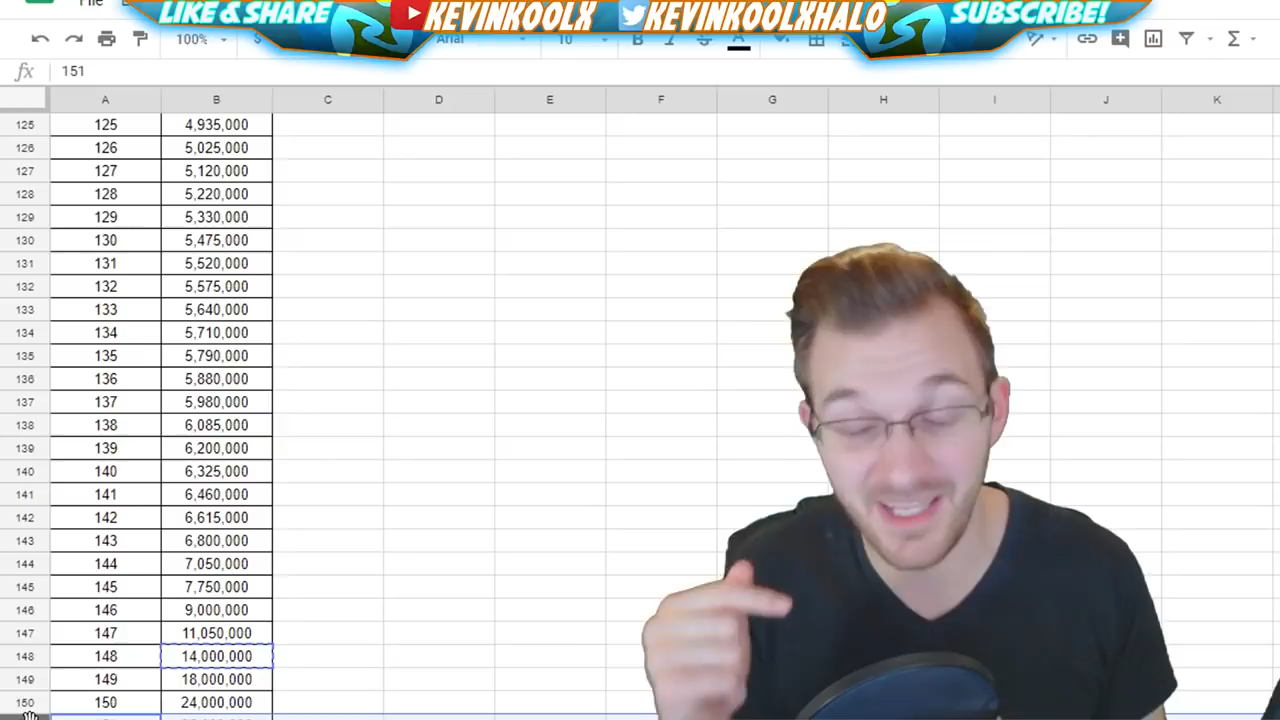 LIKE & SHARE KEVINKOOLX KEVINKOOLXHALO SUBSCRIBE!
File
100% $ Arial 10 B I S A Σ
fx 151
A B C D E F G H I J K
125 125 4,935,000
126 126 5,025,000
127 127 5,120,000
128 128 5,220,000
129 129 5,330,000
130 130 5,475,000
131 131 5,520,000
132 132 5,575,000
133 133 5,640,000
134 134 5,710,000
135 135 5,790,000
136 136 5,880,000
137 137 5,980,000
138 138 6,085,000
139 139 6,200,000
140 140 6,325,000
141 141 6,460,000
142 142 6,615,000
143 143 6,800,000
144 144 7,050,000
145 145 7,750,000
146 146 9,000,000
147 147 11,050,000
148 148 14,000,000
149 149 18,000,000
150 150 24,000,000